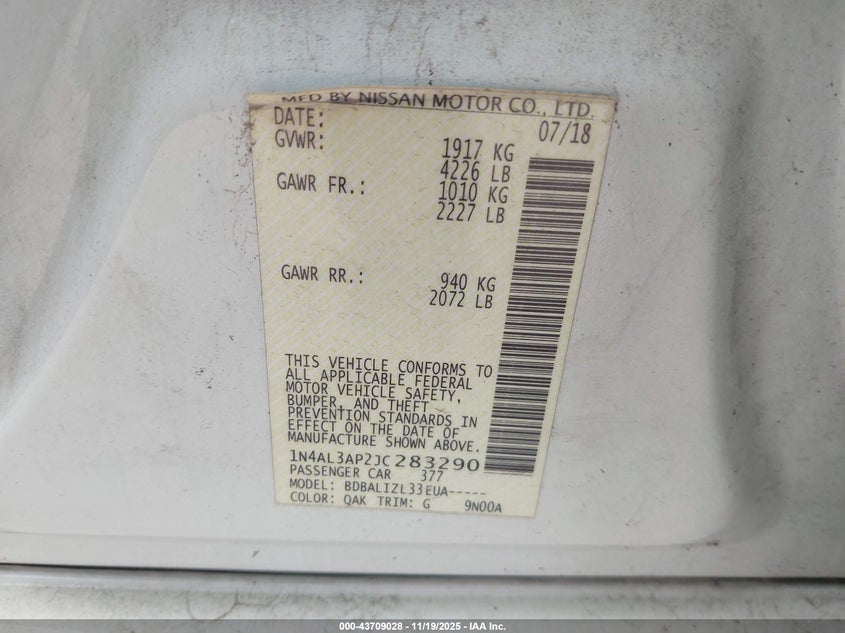 MFD BY NISSAN MOTOR CO., LTD.
DATE: 07/18
GVWR: 1917 KG
4226 LB
GAWR FR.: 1010 KG
2227 LB
GAWR RR.: 940 KG
2072 LB
THIS VEHICLE CONFORMS TO
ALL APPLICABLE FEDERAL
MOTOR VEHICLE SAFETY,
BUMPER, AND THEFT
PREVENTION STANDARDS IN
EFFECT ON THE DATE OF
MANUFACTURE SHOWN ABOVE.
1N4AL3AP2JC283290
PASSENGER CAR 377
MODEL: BDBALIZL33EUA-----
COLOR: QAK TRIM: G 9N00A
000-43709028 - 11/19/2025 - IAA Inc.